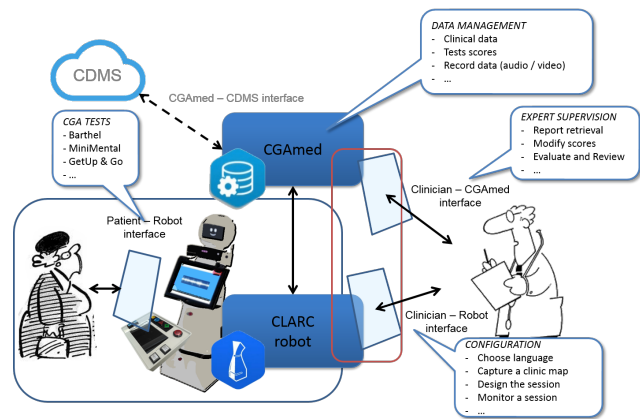 DATA MANAGEMENT
- Clinical data
- Tests scores
- Record data (audio / video)
- ...
CDMS
CGAmed – CDMS interface
CGA TESTS
- Barthel
- MiniMental
- GetUp & Go
- ...
EXPERT SUPERVISION
- Report retrieval
- Modify scores
- Evaluate and Review
- ...
CGAmed
Clinician – CGAmed
interface
Patient – Robot
interface
CLARC
robot
Clinician – Robot
interface
CONFIGURATION
- Choose language
- Capture a clinic map
- Design the session
- Monitor a session
- ...